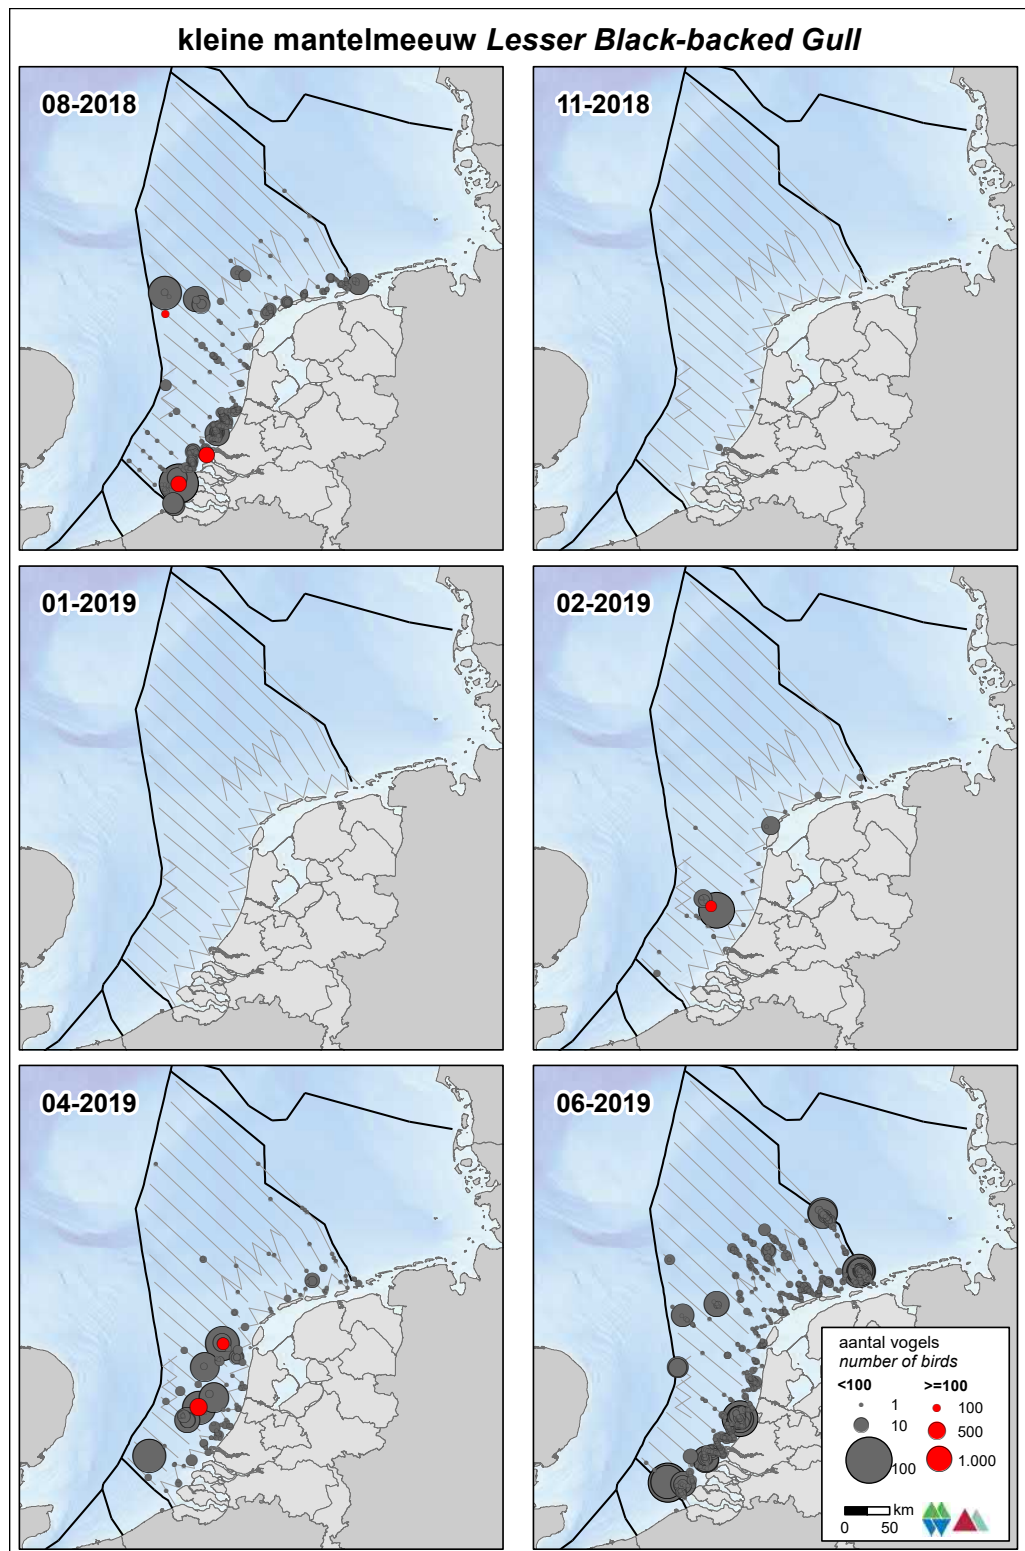 kleine mantelmeeuw Lesser Black-backed Gull
08-2018
11-2018
01-2019
02-2019
04-2019
06-2019
aantal vogels
number of birds
<100 >=100
1 100
10 500
100 1.000
km
0 50